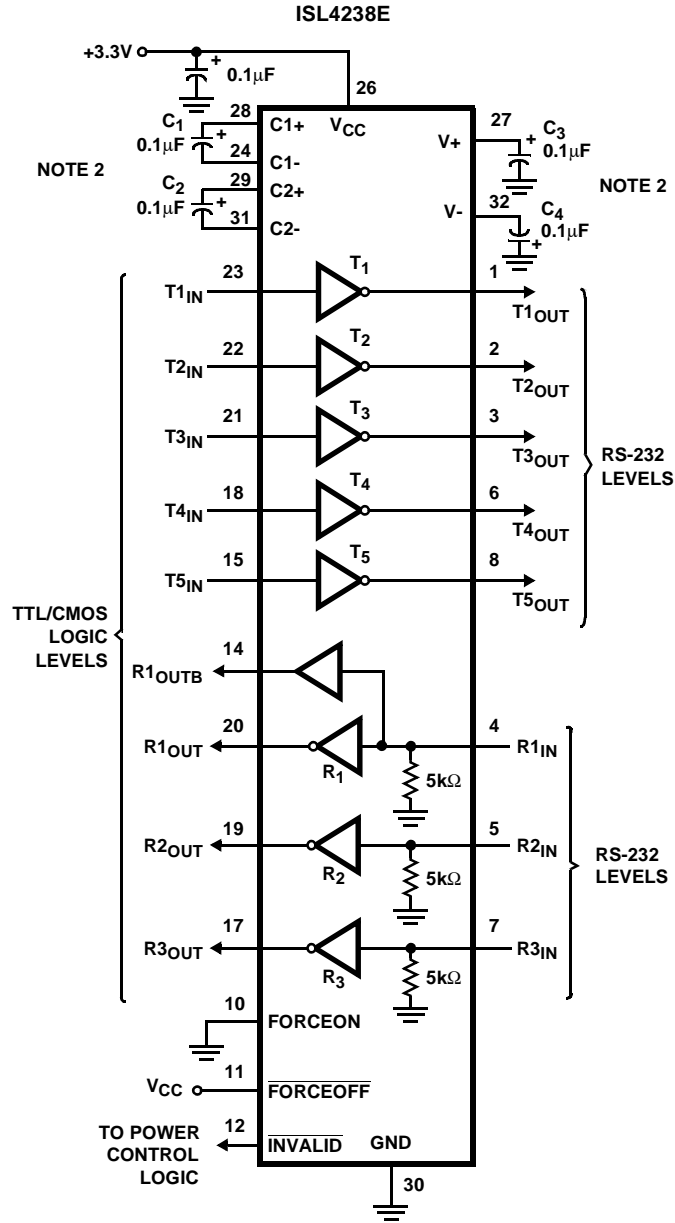 ISL4238E
+3.3V
+
0.1μF
26
28
C1
0.1μF
+
C1+
VCC
27
V+
+
C3
0.1μF
24
C1-
NOTE 2
NOTE 2
29
C2
0.1μF
+
C2+
32
V-
C4
0.1μF
+
31
C2-
T1IN
23
T1
1
T1OUT
T2IN
22
T2
2
T2OUT
T3IN
21
T3
3
T3OUT
RS-232
LEVELS
T4IN
18
T4
6
T4OUT
T5IN
15
T5
8
T5OUT
TTL/CMOS
LOGIC
LEVELS
R1OUTB
14
R1OUT
20
R1
5kΩ
4
R1IN
R2OUT
19
R2
5kΩ
5
R2IN
RS-232
LEVELS
R3OUT
17
R3
5kΩ
7
R3IN
10
FORCEON
VCC
11
FORCEOFF
12
TO POWER
CONTROL
LOGIC
INVALID
GND
30